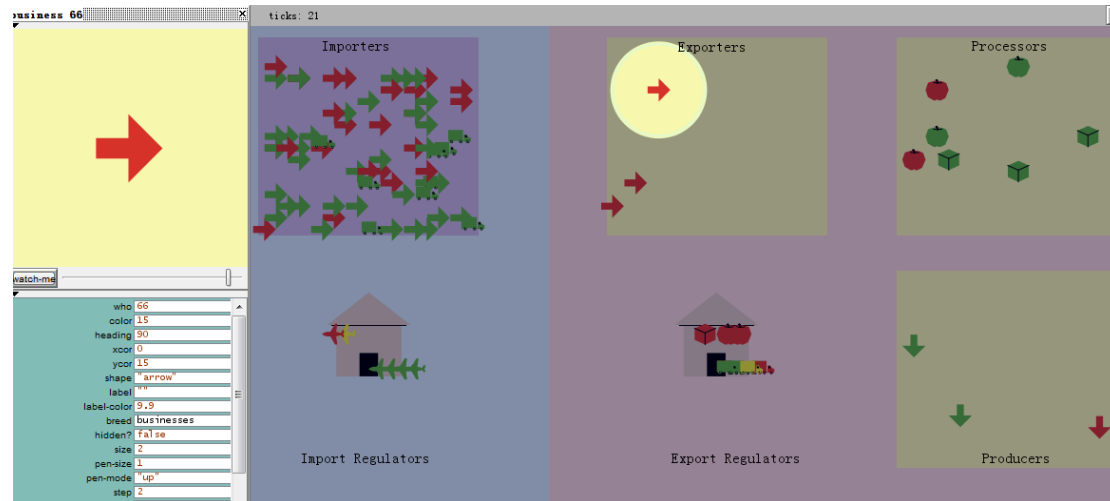 business 66
ticks: 21
Importers
Exporters
Processors
watch-me
who 66
color 15
heading 90
xcor 0
ycor 15
shape "arrow"
label ""
label-color 9.9
breed businesses
hidden? false
size 2
pen-size 1
pen-mode "up"
step 2
Import Regulators
Export Regulators
Producers